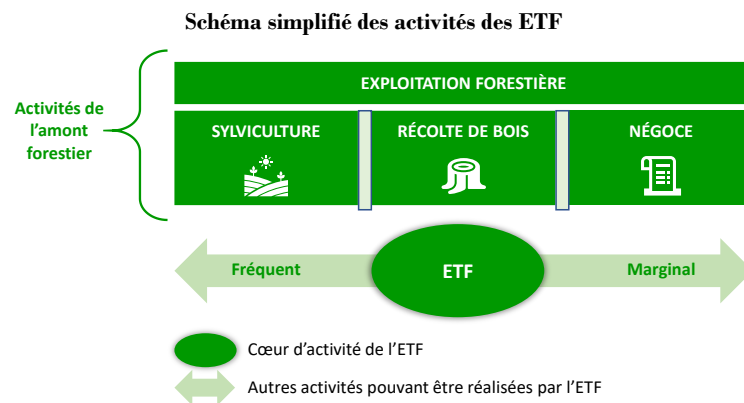 Schéma simplifié des activités des ETF
EXPLOITATION FORESTIÈRE
Activités de
l'amont
forestier
SYLVICULTURE
RÉCOLTE DE BOIS
NÉGOCE
Fréquent
ETF
Marginal
Cœur d'activité de l'ETF
Autres activités pouvant être réalisées par l'ETF